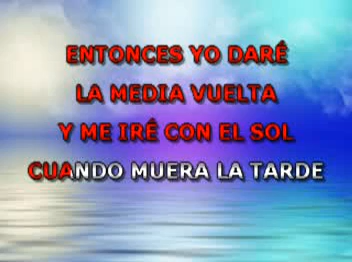 ENTONCES YO DARÉ
LA MEDIA VUELTA
Y ME IRÉ CON EL SOL
CUANDO MUERA LA TARDE